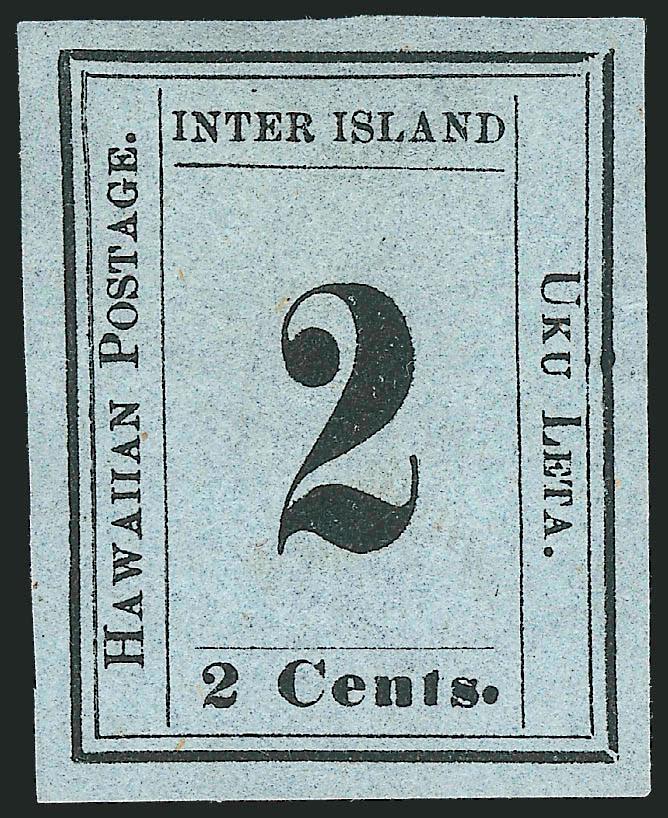 INTER ISLAND
HAWAIIAN POSTAGE.
2
UKU LETA.
2 Cents.